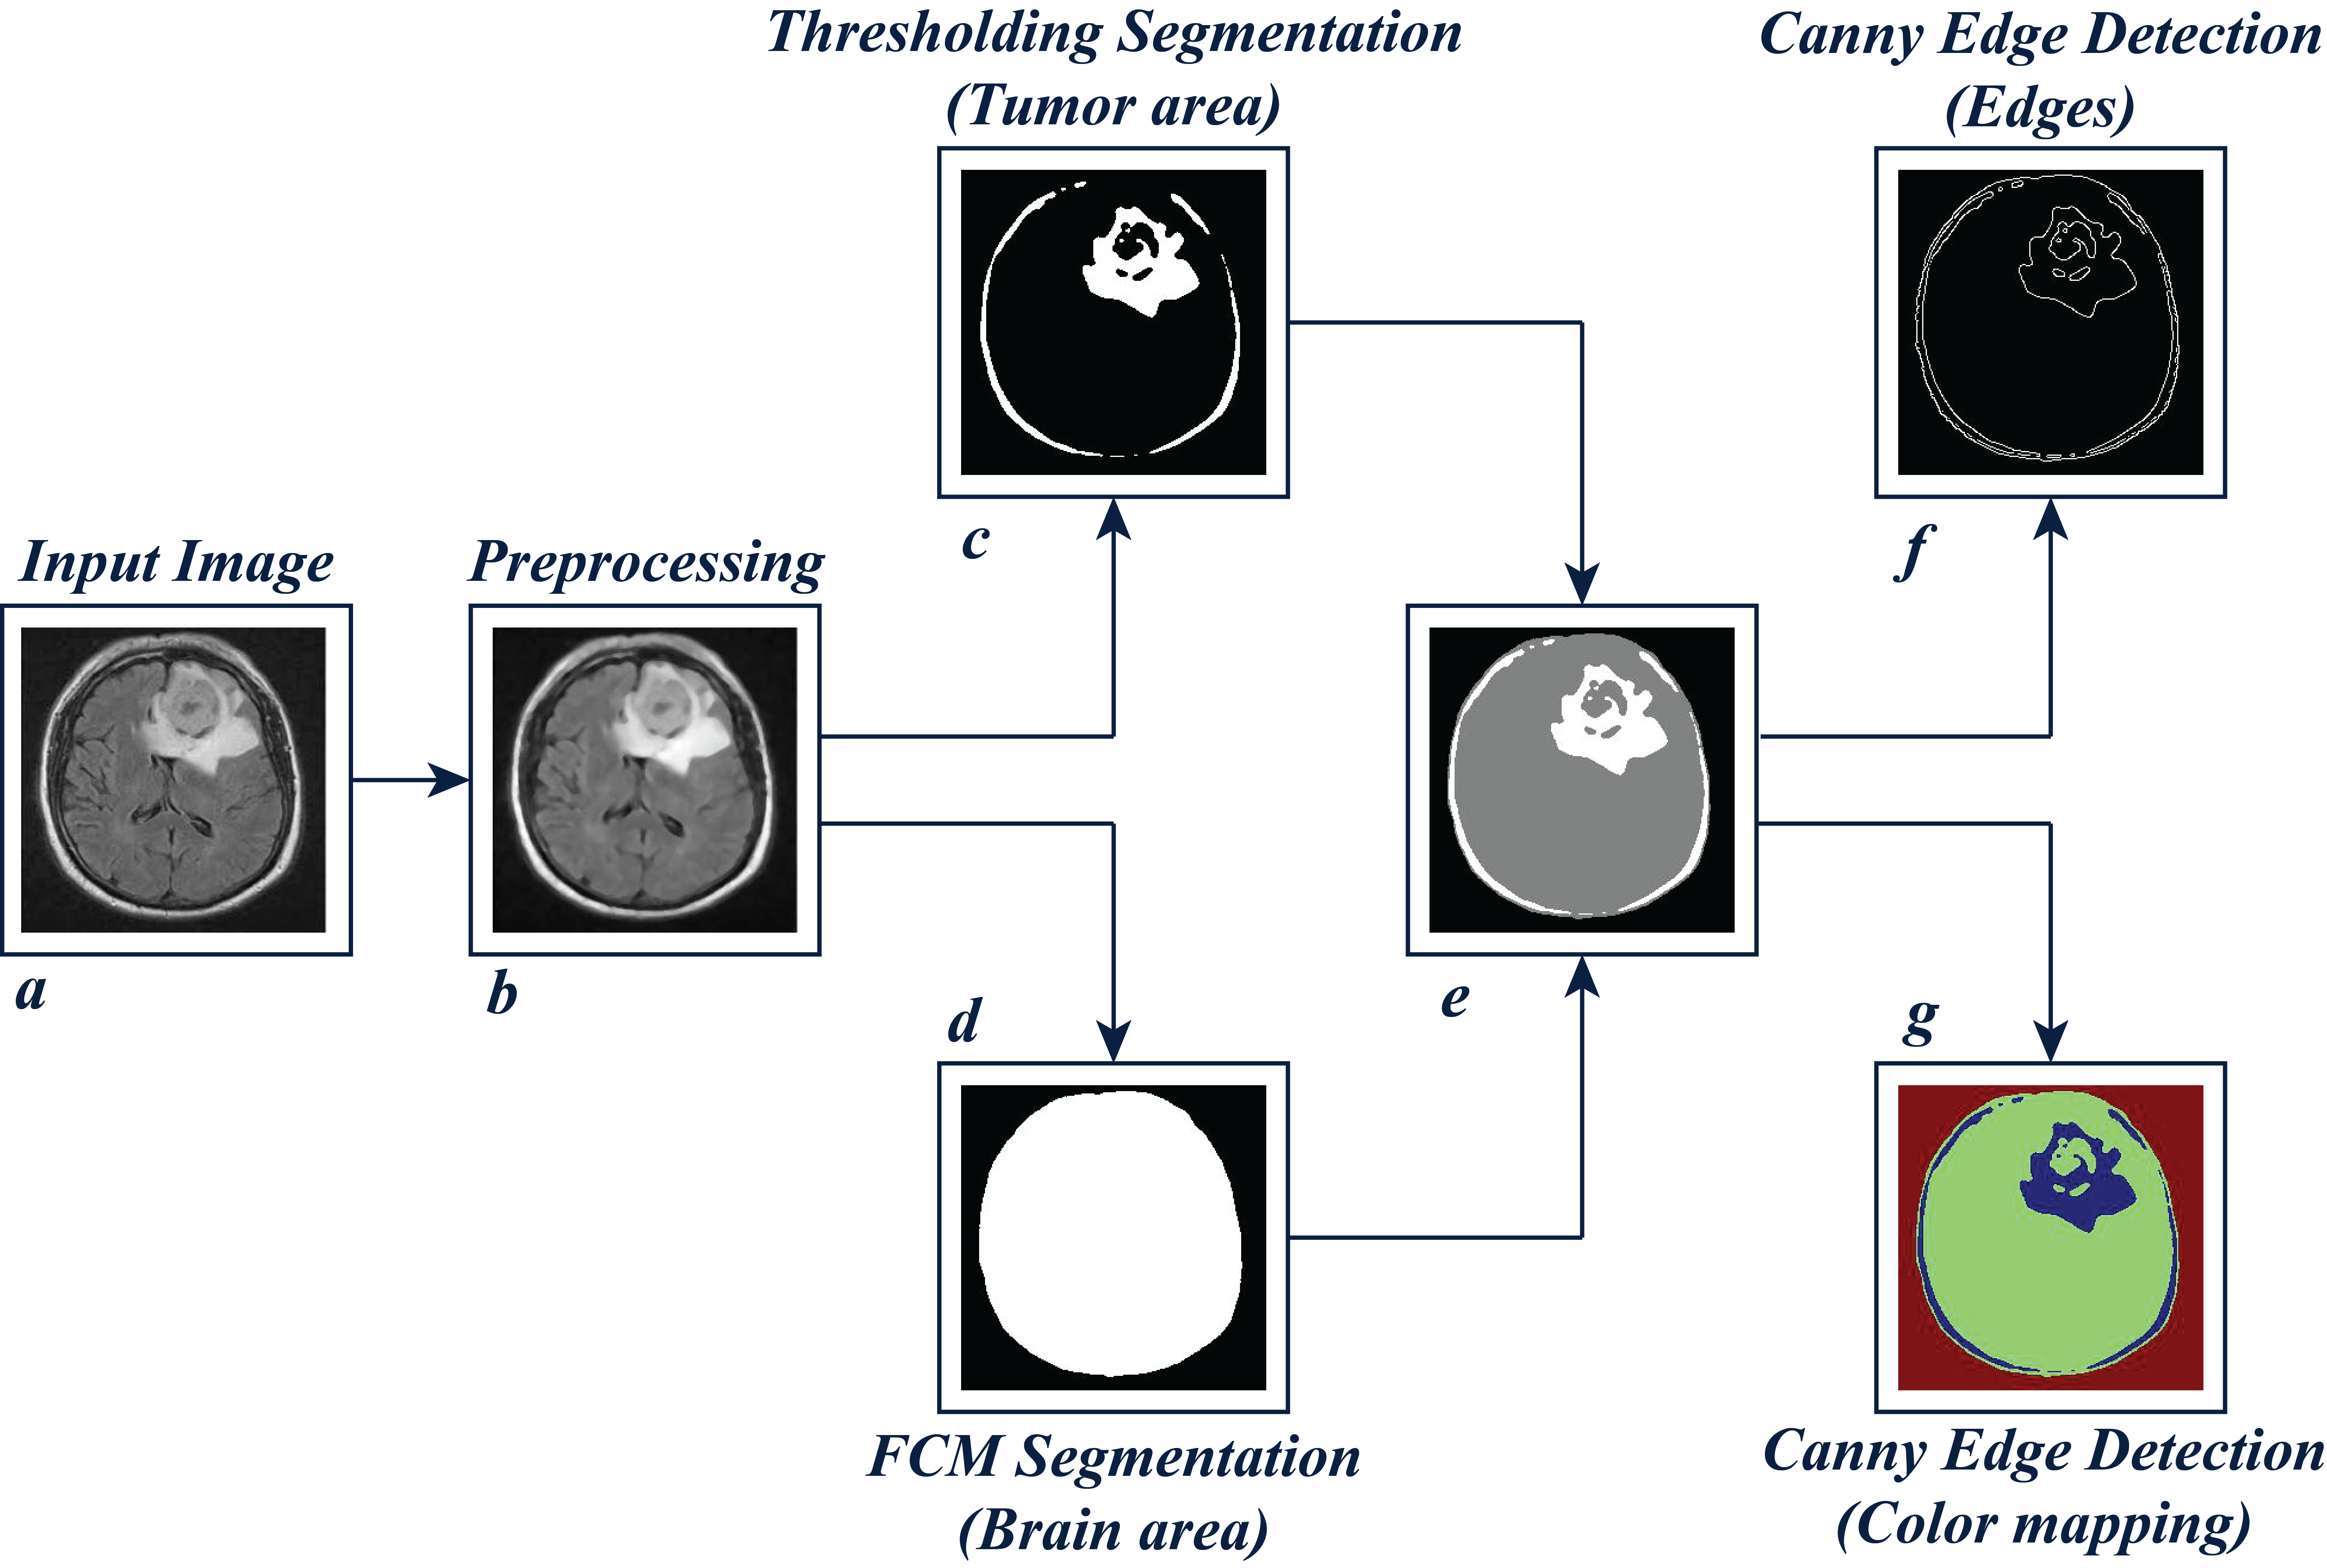 Thresholding Segmentation
(Tumor area)
Canny Edge Detection
(Edges)
c
f
Input Image
Preprocessing
a
b
d
e
g
FCM Segmentation
(Brain area)
Canny Edge Detection
(Color mapping)